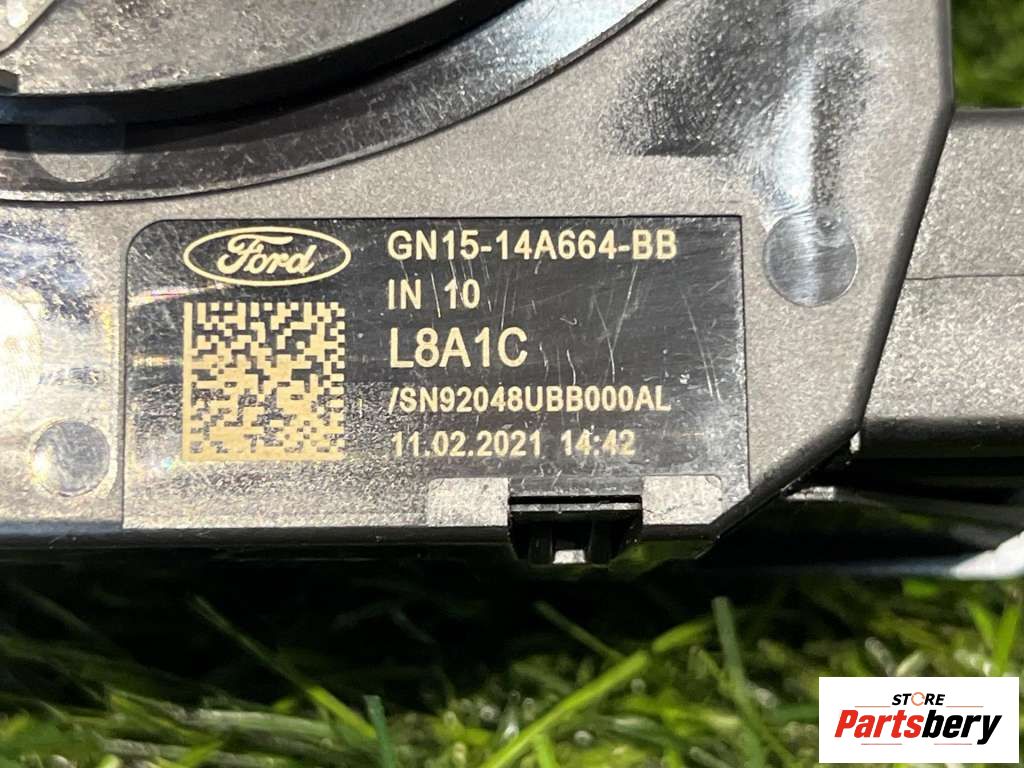 Ford
GN15-14A664-BB
IN 10
L8A1C
/SN92048UBB000AL
11.02.2021 14:42
STORE
Partsbery